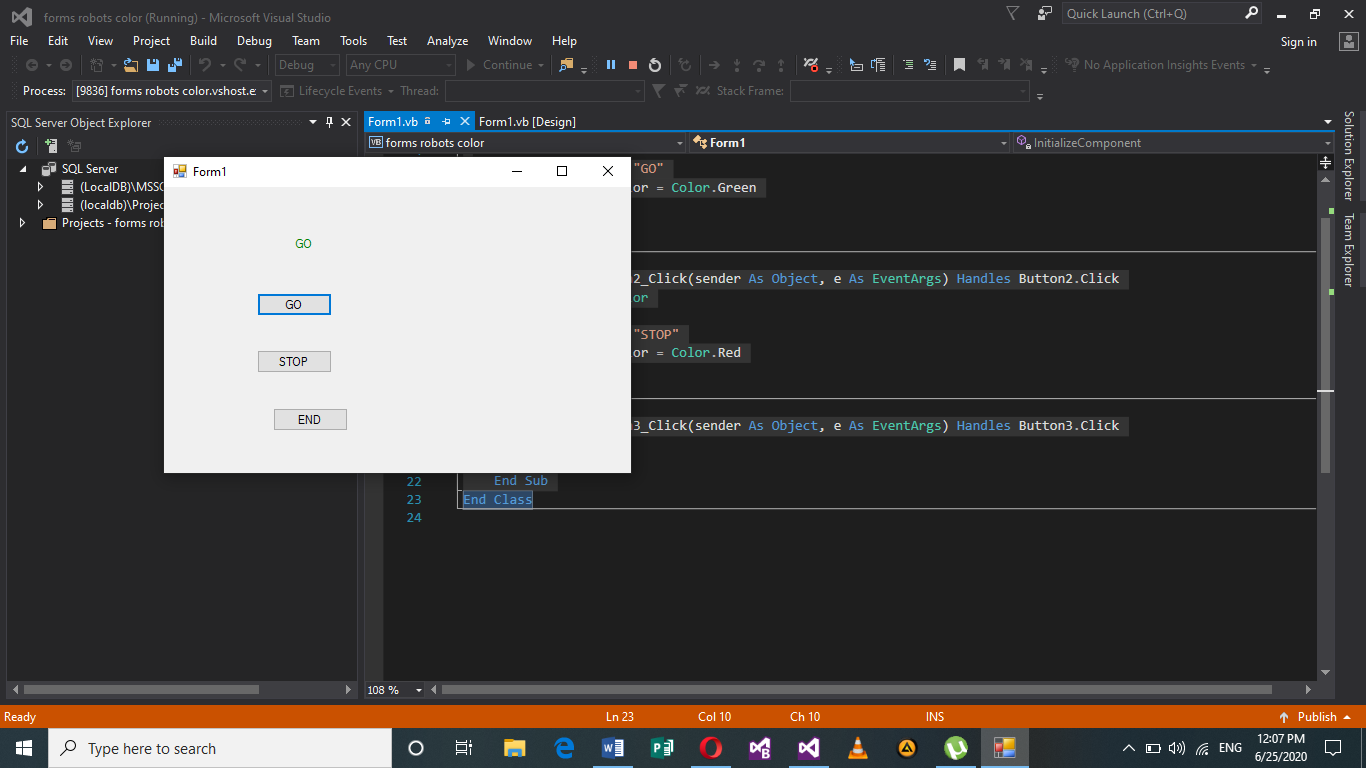 forms robots color (Running) - Microsoft Visual Studio
Quick Launch (Ctrl+Q)
File Edit View Project Build Debug Team Tools Test Analyze Window Help
Sign in
Debug Any CPU Continue
No Application Insights Events
Process: [9836] forms robots color.vshost.e Lifecycle Events Thread: Stack Frame:
SQL Server Object Explorer
SQL Server
(LocalDB)\MSSQ
(localdb)\Projec
Projects - forms rob
Form1.vb
Form1.vb [Design]
forms robots color
Form1
InitializeComponent
Form1
GO
GO
STOP
END
"GO"
or = Color.Green
2_Click(sender As Object, e As EventArgs) Handles Button2.Click
or
"STOP"
or = Color.Red
3_Click(sender As Object, e As EventArgs) Handles Button3.Click
22 End Sub
23 End Class
24
108 %
Solution Explorer
Team Explorer
Ready Ln 23 Col 10 Ch 10 INS Publish
Type here to search
ENG
12:07 PM
6/25/2020